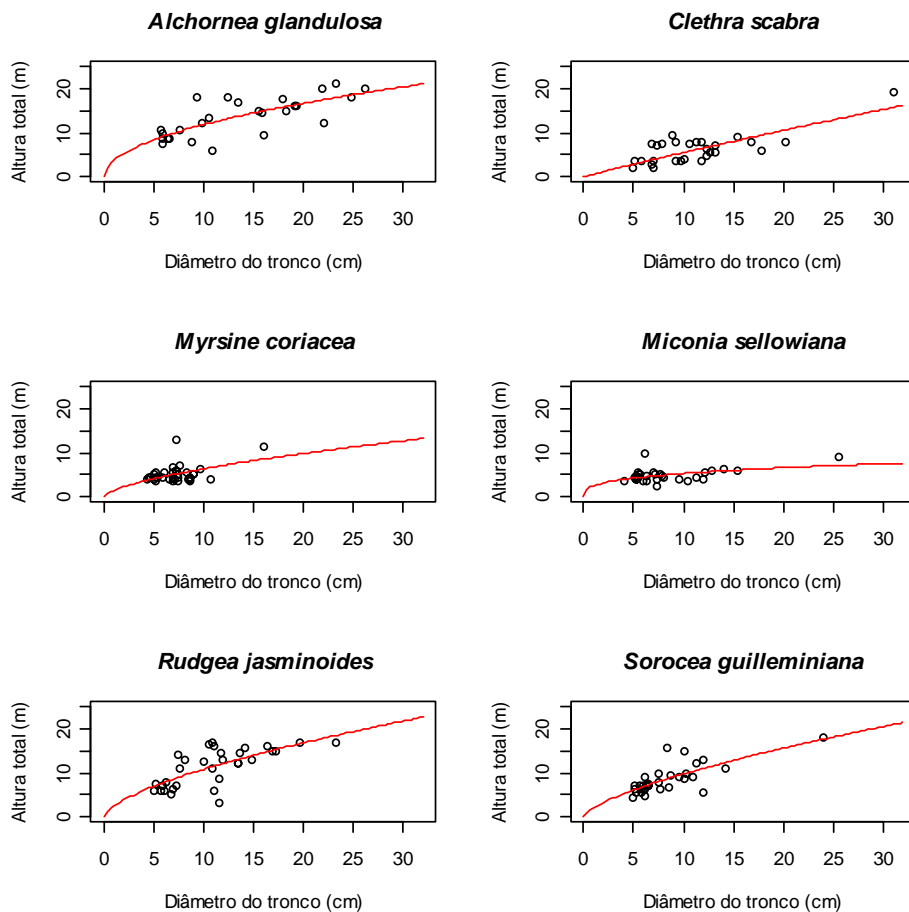 Alchornea glandulosa
Altura total (m)
0 10 20
0 5 10 15 20 25 30
Diâmetro do tronco (cm)
Clethra scabra
Altura total (m)
0 10 20
0 5 10 15 20 25 30
Diâmetro do tronco (cm)
Myrsine coriacea
Altura total (m)
0 10 20
0 5 10 15 20 25 30
Diâmetro do tronco (cm)
Miconia sellowiana
Altura total (m)
0 10 20
0 5 10 15 20 25 30
Diâmetro do tronco (cm)
Rudgea jasminoides
Altura total (m)
0 10 20
0 5 10 15 20 25 30
Diâmetro do tronco (cm)
Sorocea guilleminiana
Altura total (m)
0 10 20
0 5 10 15 20 25 30
Diâmetro do tronco (cm)